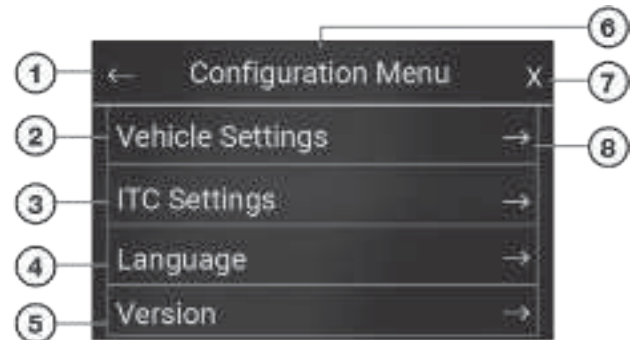 6
1 ← Configuration Menu X 7
2 Vehicle Settings → 8
3 ITC Settings →
4 Language →
5 Version →